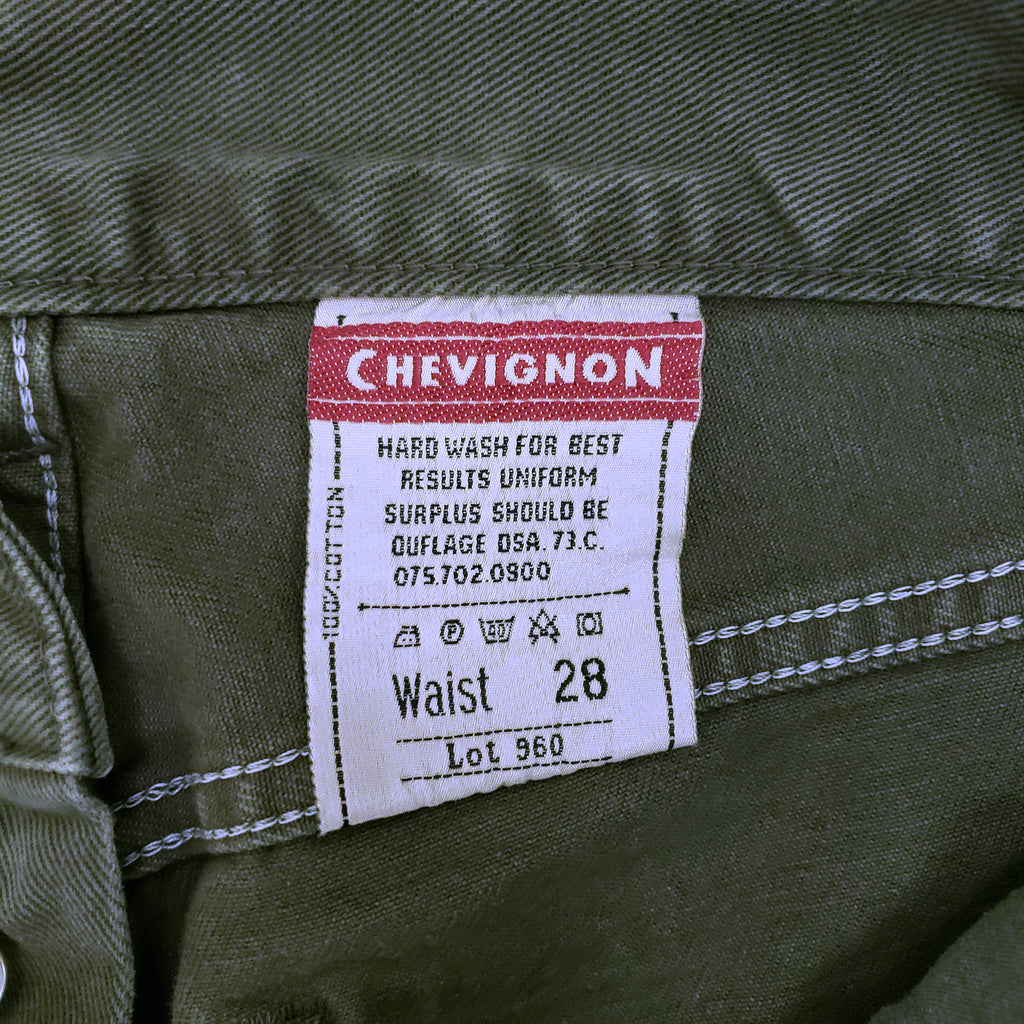 CHEVIGNON
HARD WASH FOR BEST
RESULTS UNIFORM
SURPLUS SHOULD BE
OUFLAGE DSA. 73.C.
075.702.0900
100% COTTON
P 40
Waist 28
Lot 960